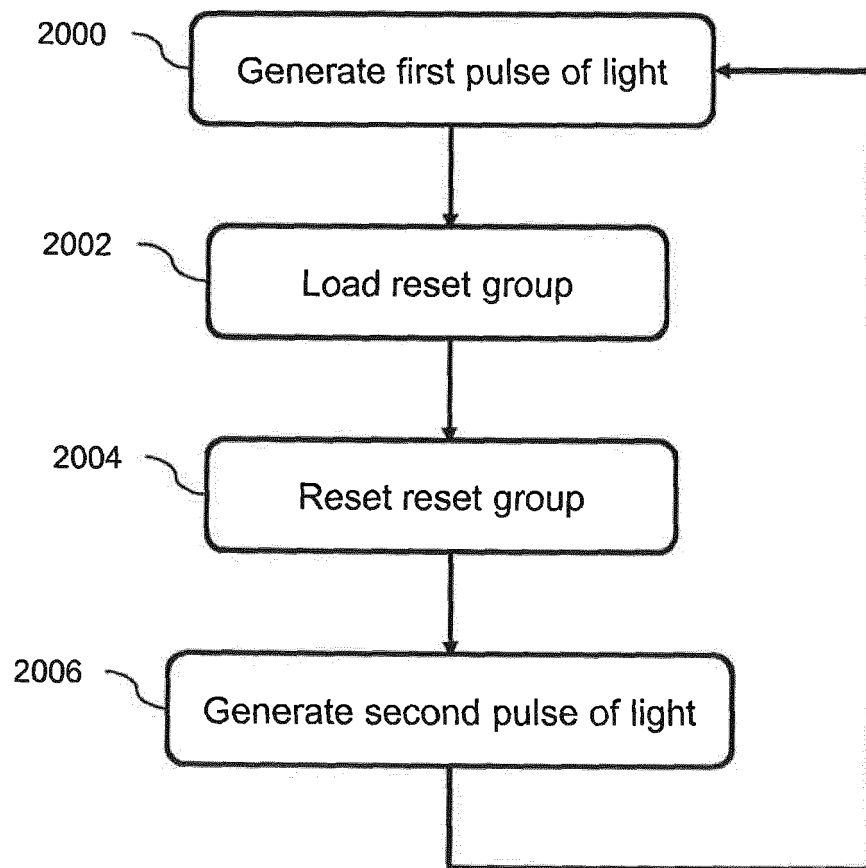 2000
Generate first pulse of light
2002
Load reset group
2004
Reset reset group
2006
Generate second pulse of light